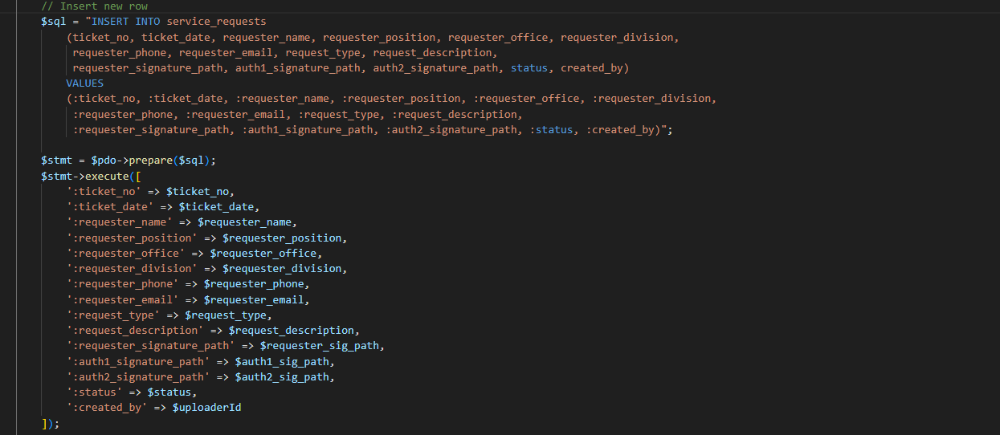 // Insert new row
$sql = "INSERT INTO service_requests
(ticket_no, ticket_date, requester_name, requester_position, requester_office, requester_division,
requester_phone, requester_email, request_type, request_description,
requester_signature_path, auth1_signature_path, auth2_signature_path, status, created_by)
VALUES
(:ticket_no, :ticket_date, :requester_name, :requester_position, :requester_office, :requester_division,
:requester_phone, :requester_email, :request_type, :request_description,
:requester_signature_path, :auth1_signature_path, :auth2_signature_path, :status, :created_by)";
$stmt = $pdo->prepare($sql);
$stmt->execute([
':ticket_no' => $ticket_no,
':ticket_date' => $ticket_date,
':requester_name' => $requester_name,
':requester_position' => $requester_position,
':requester_office' => $requester_office,
':requester_division' => $requester_division,
':requester_phone' => $requester_phone,
':requester_email' => $requester_email,
':request_type' => $request_type,
':request_description' => $request_description,
':requester_signature_path' => $requester_sig_path,
':auth1_signature_path' => $auth1_sig_path,
':auth2_signature_path' => $auth2_sig_path,
':status' => $status,
':created_by' => $uploaderId
]);